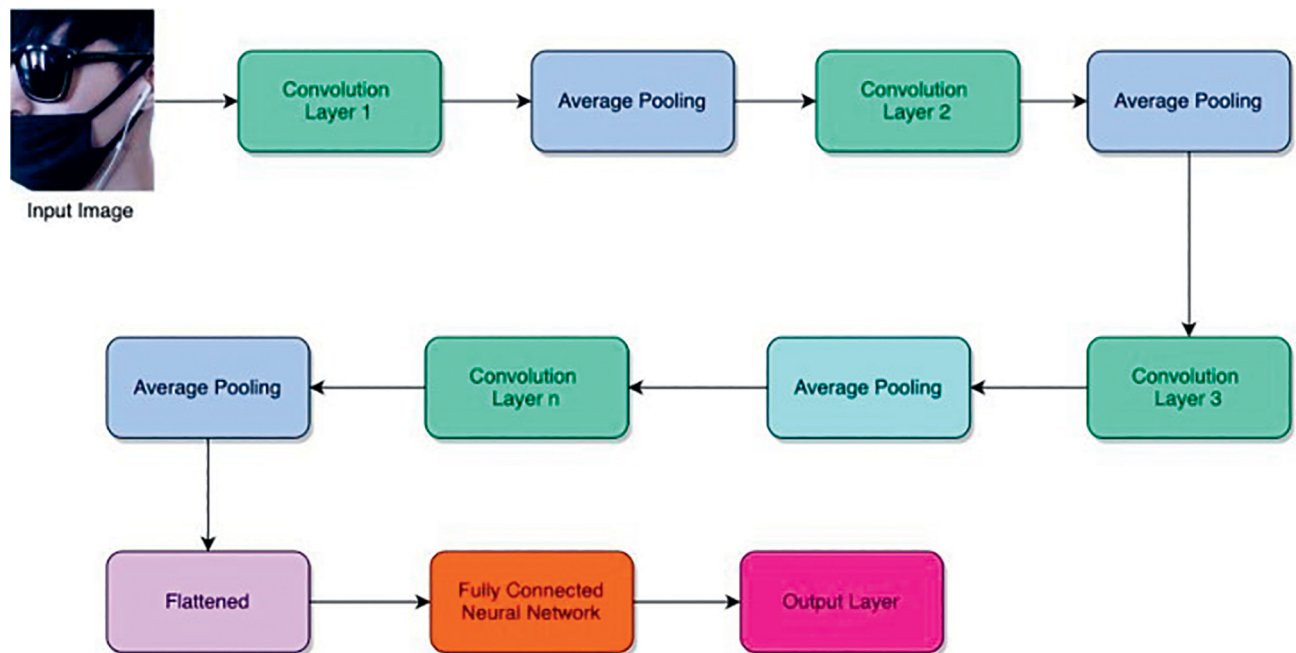 Input Image
Convolution
Layer 1
Average Pooling
Convolution
Layer 2
Average Pooling
Convolution
Layer 3
Average Pooling
Convolution
Layer n
Average Pooling
Flattened
Fully Connected
Neural Network
Output Layer